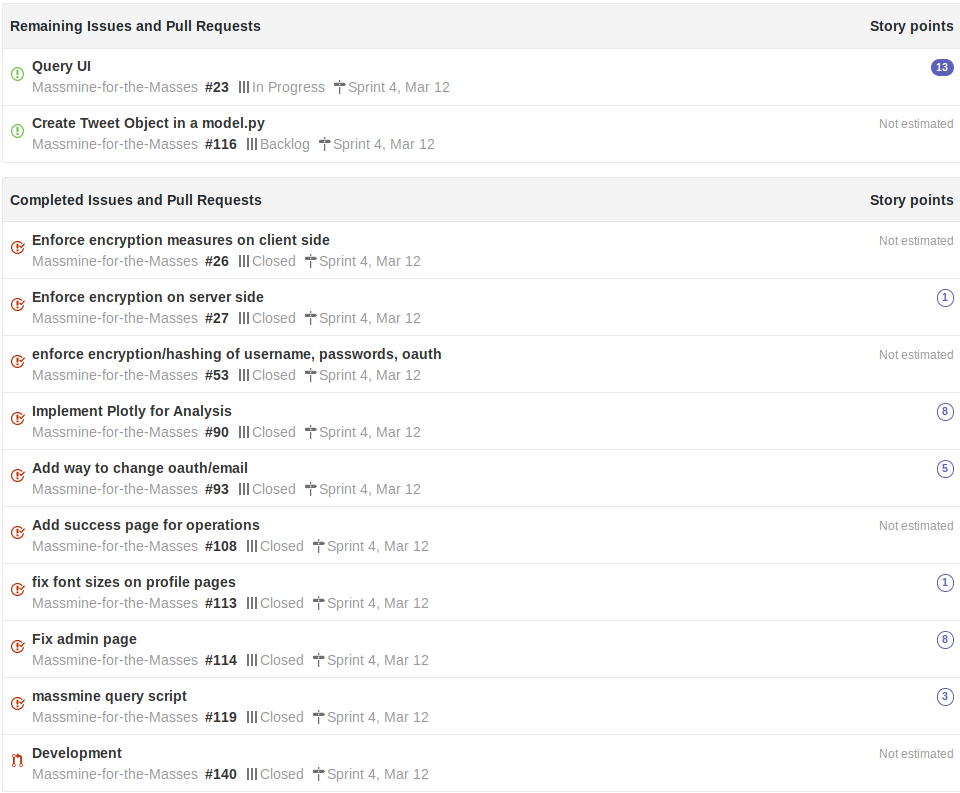 Remaining Issues and Pull Requests Story points
Query UI 13
Massmine-for-the-Masses #23 In Progress Sprint 4, Mar 12
Create Tweet Object in a model.py Not estimated
Massmine-for-the-Masses #116 Backlog Sprint 4, Mar 12
Completed Issues and Pull Requests Story points
Enforce encryption measures on client side Not estimated
Massmine-for-the-Masses #26 Closed Sprint 4, Mar 12
Enforce encryption on server side 1
Massmine-for-the-Masses #27 Closed Sprint 4, Mar 12
enforce encryption/hashing of username, passwords, oauth Not estimated
Massmine-for-the-Masses #53 Closed Sprint 4, Mar 12
Implement Plotly for Analysis 8
Massmine-for-the-Masses #90 Closed Sprint 4, Mar 12
Add way to change oauth/email 5
Massmine-for-the-Masses #93 Closed Sprint 4, Mar 12
Add success page for operations Not estimated
Massmine-for-the-Masses #108 Closed Sprint 4, Mar 12
fix font sizes on profile pages 1
Massmine-for-the-Masses #113 Closed Sprint 4, Mar 12
Fix admin page 8
Massmine-for-the-Masses #114 Closed Sprint 4, Mar 12
massmine query script 3
Massmine-for-the-Masses #119 Closed Sprint 4, Mar 12
Development Not estimated
Massmine-for-the-Masses #140 Closed Sprint 4, Mar 12